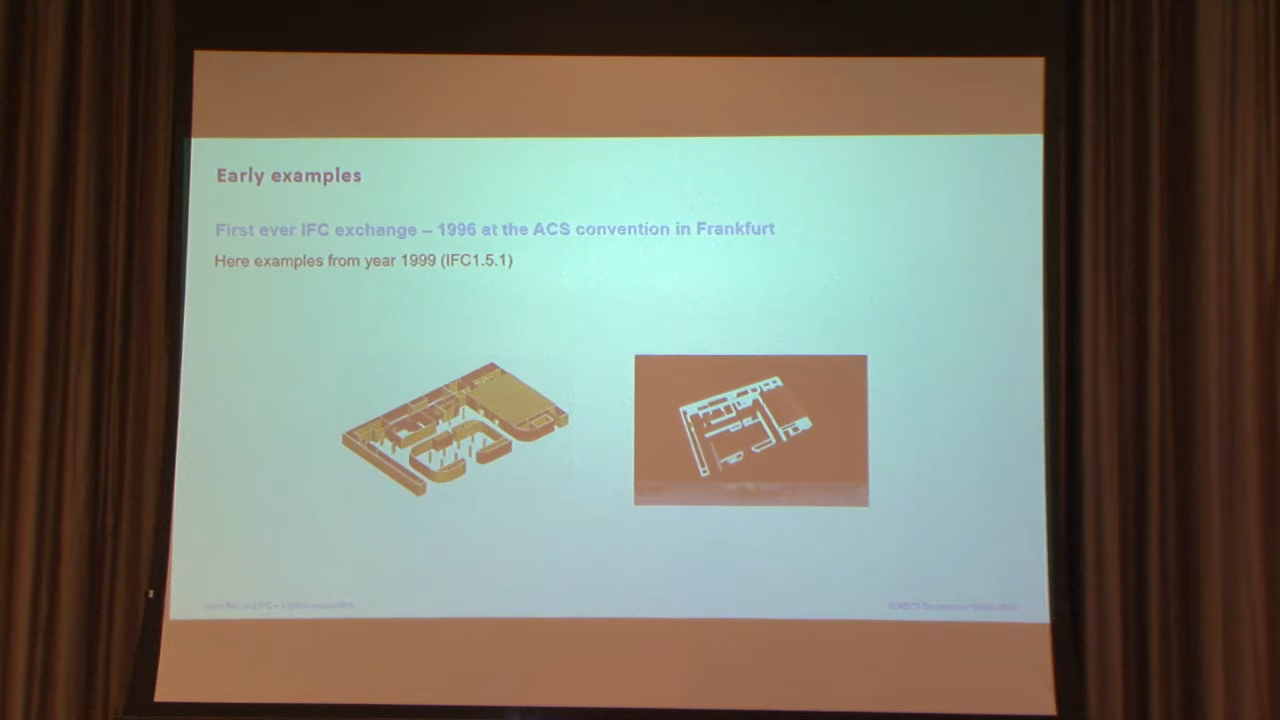 Early examples
First ever IFC exchange – 1996 at the ACS convention in Frankfurt
Here examples from year 1999 (IFC1.5.1)